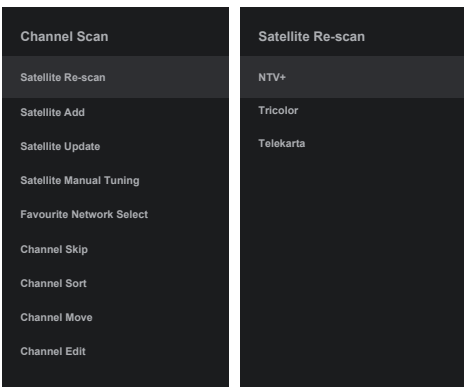 Channel Scan
Satellite Re-scan
Satellite Add
Satellite Update
Satellite Manual Tuning
Favourite Network Select
Channel Skip
Channel Sort
Channel Move
Channel Edit
Satellite Re-scan
NTV+
Tricolor
Telekarta